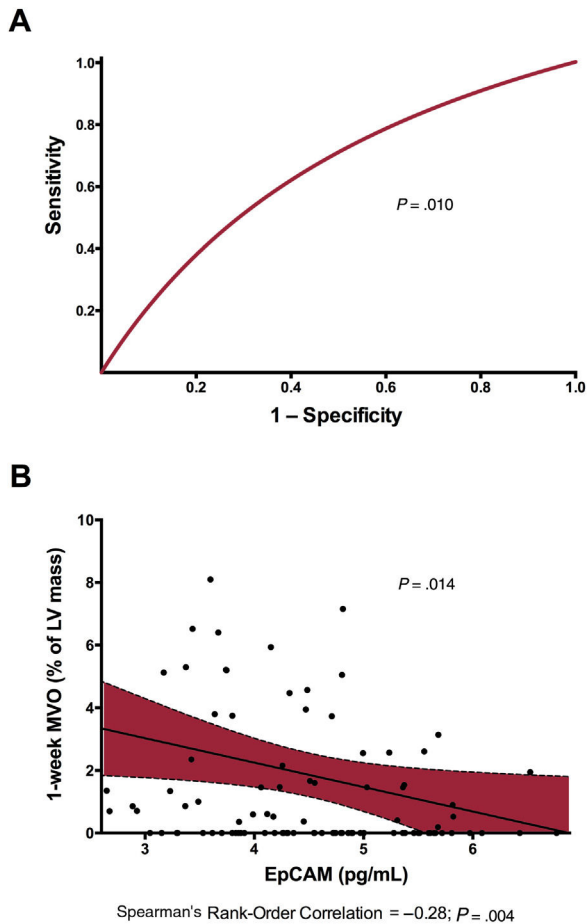 A
Sensitivity
1.0
0.8
0.6
0.4
0.2
P = .010
0.2 0.4 0.6 0.8 1.0
1 – Specificity
B
1-week MVO (% of LV mass)
10
8
6
4
2
0
P = .014
3 4 5 6
EpCAM (pg/mL)
Spearman's Rank-Order Correlation = –0.28; P = .004